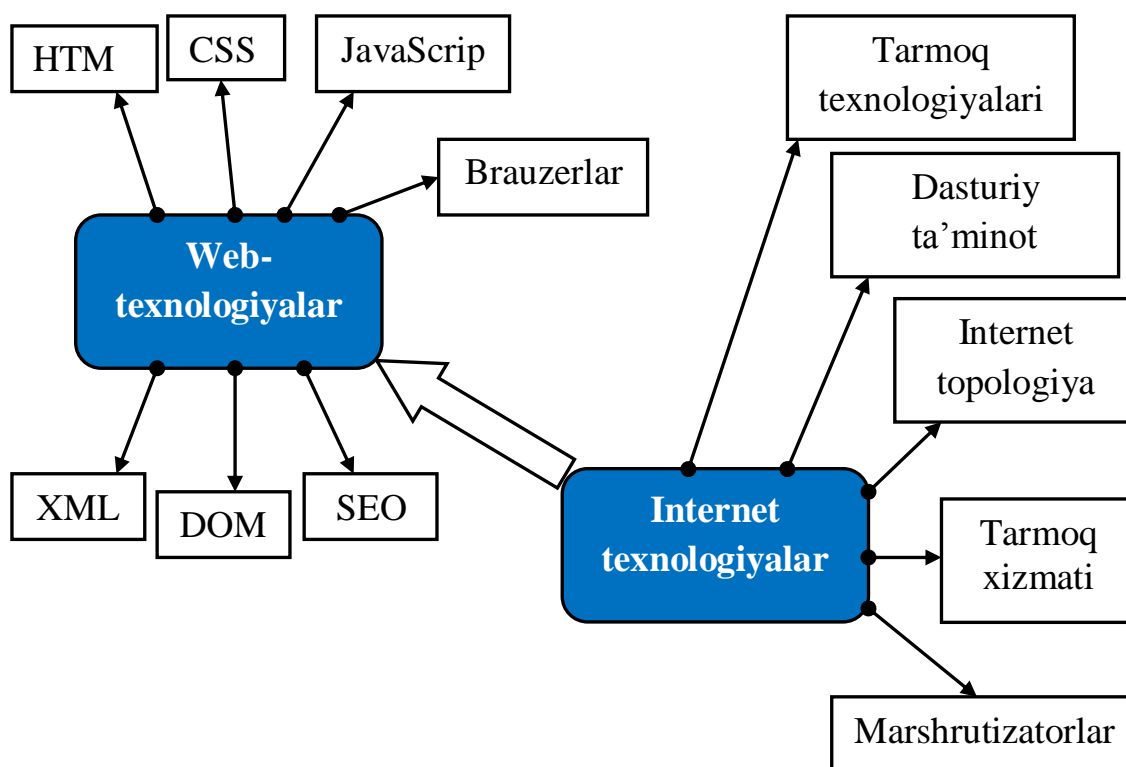 HTM
CSS
JavaScrip
Brauzerlar
Web-
texnologiyalar
XML
DOM
SEO
Tarmoq
texnologiyalari
Dasturiy
ta’minot
Internet
topologiya
Internet
texnologiyalar
Tarmoq
xizmati
Marshrutizatorlar